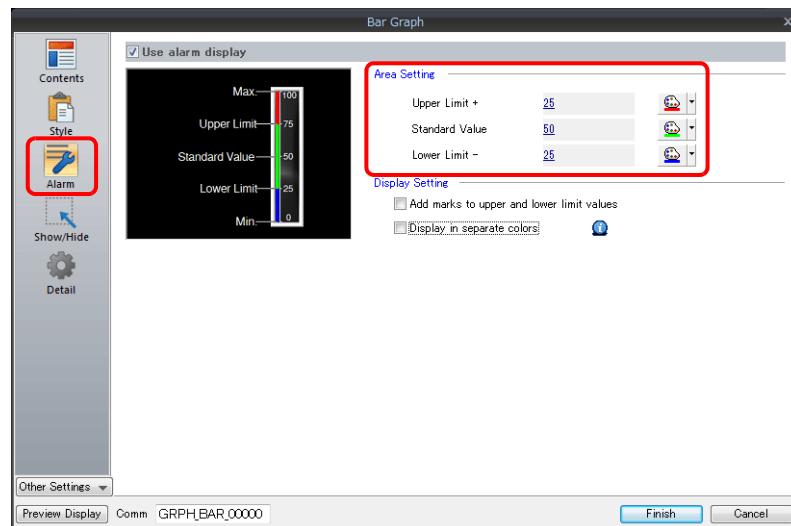 Bar Graph
x
Contents
Style
Alarm
Show/Hide
Detail
Other Settings
Use alarm display
Max.
100
Upper Limit
75
Standard Value
50
Lower Limit
25
Min.
0
Area Setting
Upper Limit + 25
Standard Value 50
Lower Limit - 25
Display Setting
Add marks to upper and lower limit values
Display in separate colors
Preview Display Comm GRPH_BAR_00000 Finish Cancel